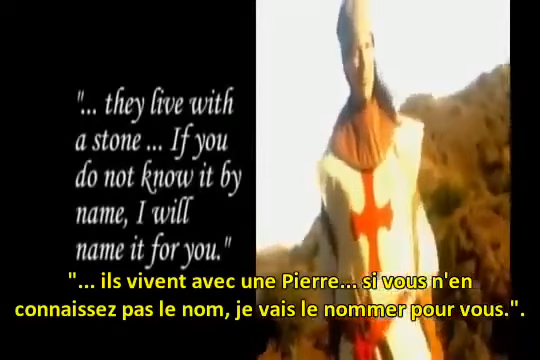 "... they live with
a stone ... If you
do not know it by
name, I will
name it for you."
"... ils vivent avec une Pierre... si vous n'en
connaissez pas le nom, je vais le nommer pour vous.".